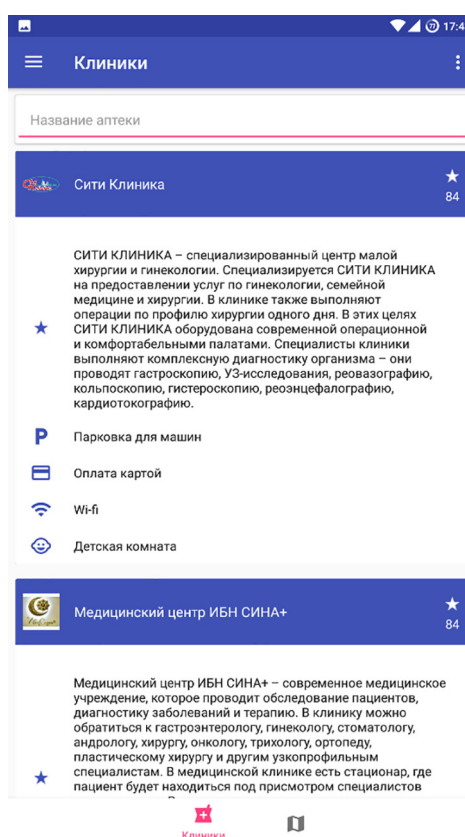 17:4
Клиники
Название аптеки
Сити Клиника
84
СИТИ КЛИНИКА – специализированный центр малой
хирургии и гинекологии. Специализируется СИТИ КЛИНИКА
на предоставлении услуг по гинекологии, семейной
медицине и хирургии. В клинике также выполняют
операции по профилю хирургии одного дня. В этих целях
СИТИ КЛИНИКА оборудована современной операционной
и комфортабельными палатами. Специалисты клиники
выполняют комплексную диагностику организма – они
проводят гастроскопию, УЗ-исследования, реовазографию,
кольпоскопию, гистероскопию, реоэнцефалографию,
кардиотокографию.
P Парковка для машин
Оплата картой
Wi-fi
Детская комната
Медицинский центр ИБН СИНА+
84
Медицинский центр ИБН СИНА+ – современное медицинское
учреждение, которое проводит обследование пациентов,
диагностику заболеваний и терапию. В клинику можно
обратиться к гастроэнтерологу, гинекологу, стоматологу,
андрологу, хирургу, онкологу, трихологу, ортопеду,
пластическому хирургу и другим узкопрофильным
специалистам. В медицинской клинике есть стационар, где
пациент будет находиться под присмотром специалистов
Клиники